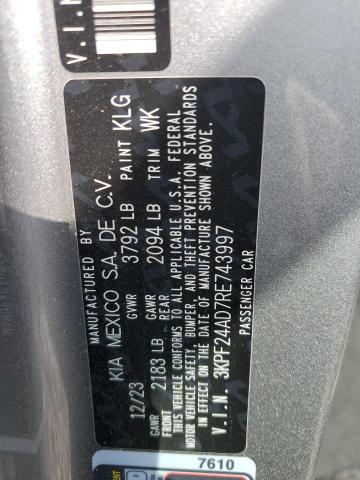 V.I.N
MANUFACTURED BY
KIA MEXICO S.A. DE C.V.
12/23 GVWR 3792 LB PAINT KLG
GAWR FRONT 2183 LB GAWR REAR 2094 LB TRIM WK
THIS VEHICLE CONFORMS TO ALL APPLICABLE U.S.A. FEDERAL
MOTOR VEHICLE SAFETY, BUMPER, AND THEFT PREVENTION STANDARDS
IN EFFECT ON THE DATE OF MANUFACTURE SHOWN ABOVE.
V.I.N. 3KPF24AD7RE743997
PASSENGER CAR
7610